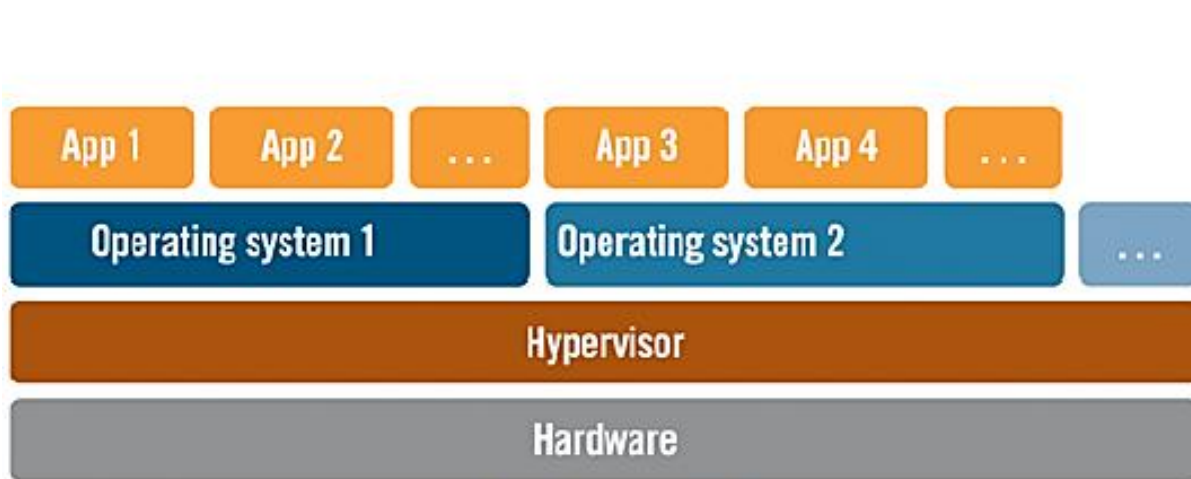 App 1 App 2 ... App 3 App 4 ...
Operating system 1 Operating system 2 ...
Hypervisor
Hardware